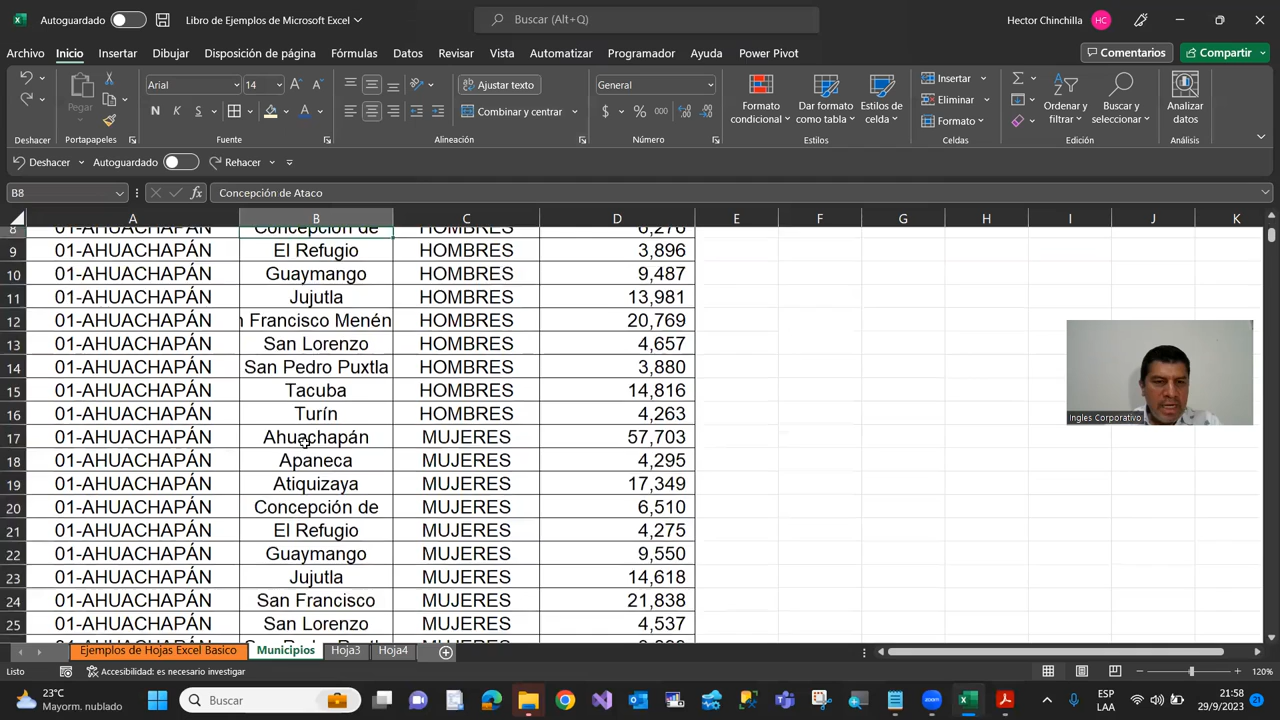 Autoguardado
Libro de Ejemplos de Microsoft Excel
Buscar (Alt+Q)
Hector Chinchilla
HC
Archivo Inicio Insertar Dibujar Disposición de página Fórmulas Datos Revisar Vista Automatizar Programador Ayuda Power Pivot
Comentarios
Compartir
Pegar
Arial 14
N K S
Ajustar texto
Combinar y centrar
General
$ % 000
Formato condicional
Dar formato como tabla
Estilos de celda
Insertar
Eliminar
Formato
Ordenar y filtrar
Buscar y seleccionar
Analizar datos
Deshacer Portapapeles Fuente Alineación Número Estilos Celdas Edición Análisis
Deshacer Autoguardado Rehacer
B8 fx Concepción de Ataco
A B C D E F G H I J K
8 01-AHUACHAPÁN Concepción de HOMBRES 6,276
9 01-AHUACHAPÁN El Refugio HOMBRES 3,896
10 01-AHUACHAPÁN Guaymango HOMBRES 9,487
11 01-AHUACHAPÁN Jujutla HOMBRES 13,981
12 01-AHUACHAPÁN n Francisco Menén HOMBRES 20,769
13 01-AHUACHAPÁN San Lorenzo HOMBRES 4,657
14 01-AHUACHAPÁN San Pedro Puxtla HOMBRES 3,880
15 01-AHUACHAPÁN Tacuba HOMBRES 14,816
16 01-AHUACHAPÁN Turín HOMBRES 4,263
17 01-AHUACHAPÁN Ahuachapán MUJERES 57,703
18 01-AHUACHAPÁN Apaneca MUJERES 4,295
19 01-AHUACHAPÁN Atiquizaya MUJERES 17,349
20 01-AHUACHAPÁN Concepción de MUJERES 6,510
21 01-AHUACHAPÁN El Refugio MUJERES 4,275
22 01-AHUACHAPÁN Guaymango MUJERES 9,550
23 01-AHUACHAPÁN Jujutla MUJERES 14,618
24 01-AHUACHAPÁN San Francisco MUJERES 21,838
25 01-AHUACHAPÁN San Lorenzo MUJERES 4,537
Ingles Corporativo
Ejemplos de Hojas Excel Basico Municipios Hoja3 Hoja4
Listo Accesibilidad: es necesario investigar 120%
23°C
Mayorm. nublado
Buscar
ESP
LAA
21:58
29/9/2023